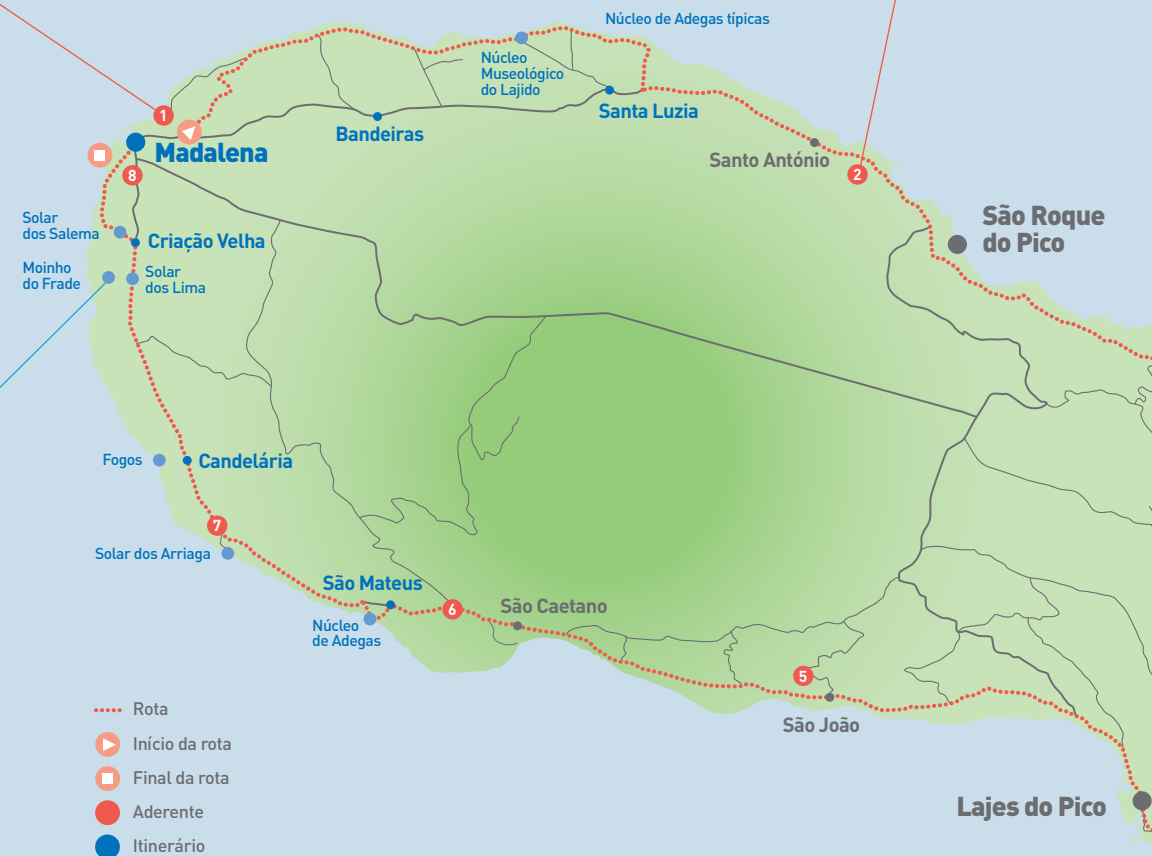 Núcleo de Adegas típicas
Núcleo
Museológico
do Lajido
Santa Luzia
1
Bandeiras
Madalena
Santo António
2
8
São Roque
do Pico
Solar
dos Salema
Criação Velha
Moinho
do Frade
Solar
dos Lima
Fogos
Candelária
7
Solar dos Arriaga
São Mateus
6
São Caetano
Núcleo
de Adegas
5
São João
Lajes do Pico
Rota
Início da rota
Final da rota
Aderente
Itinerário